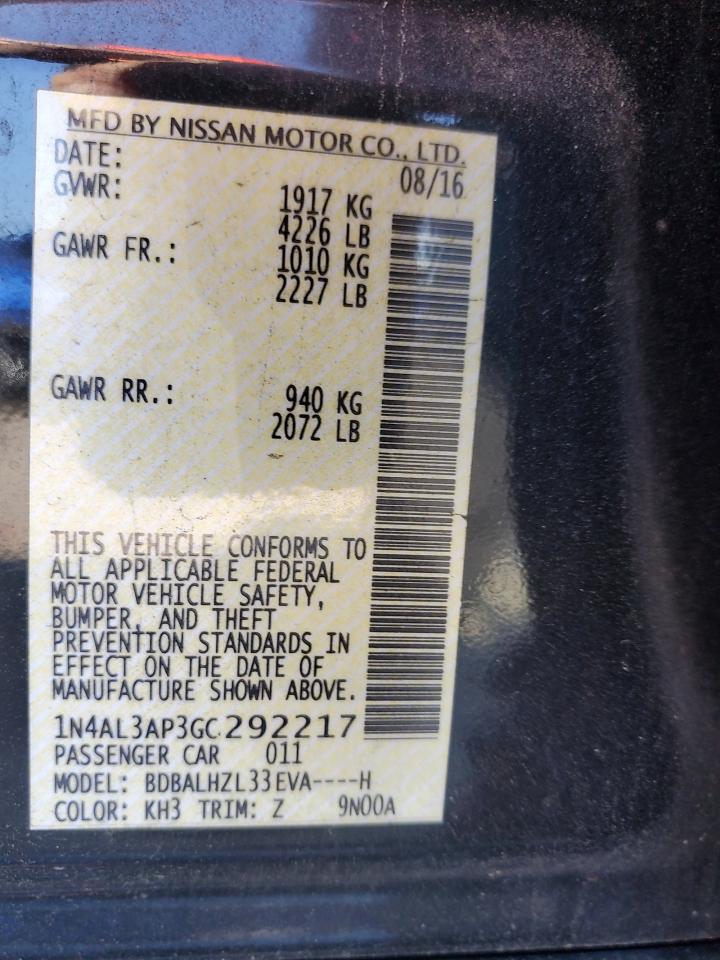 MFD BY NISSAN MOTOR CO., LTD.
DATE: 08/16
GVWR: 1917 KG
4226 LB
GAWR FR.: 1010 KG
2227 LB
GAWR RR.: 940 KG
2072 LB
THIS VEHICLE CONFORMS TO
ALL APPLICABLE FEDERAL
MOTOR VEHICLE SAFETY,
BUMPER, AND THEFT
PREVENTION STANDARDS IN
EFFECT ON THE DATE OF
MANUFACTURE SHOWN ABOVE.
1N4AL3AP3GC292217
PASSENGER CAR 011
MODEL: BDBALHZL33EVA----H
COLOR: KH3 TRIM: Z 9N00A